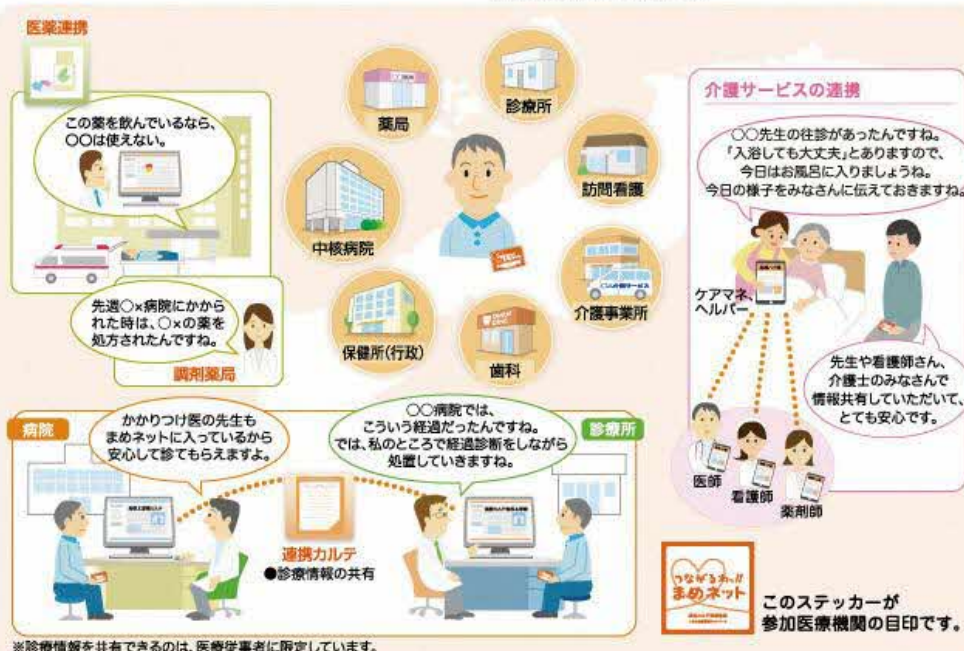 医薬連携
この薬を飲んでいるなら、
〇〇は使えない。
先週〇×病院にかから
れた時は、〇×の薬を
処方されたんですね。
調剤薬局
薬局
診療所
中核病院
訪問看護
保健所(行政)
歯科
介護事業所
介護サービスの連携
〇〇先生の往診があったんですね。
「入浴しても大丈夫」とありますので、
今日はお風呂に入りましょうね。
今日の様子をみなさんに伝えておきますね。
ケアマネ、
ヘルパー
先生や看護師さん、
介護士のみなさんで
情報共有していただいて、
とても安心です。
医師
看護師
薬剤師
病院
かかりつけ医の先生も
まめネットに入っているから
安心して診てもらえますよ。
〇〇病院では、
こういう経過だったんですね。
では、私のところで経過診断をしながら
処置していきますね。
診療所
連携カルテ
●診療情報の共有
つながるわっ!!
まめネット
このステッカーが
参加医療機関の目印です。
※診療情報を共有できるのは、医療従事者に限定しています。